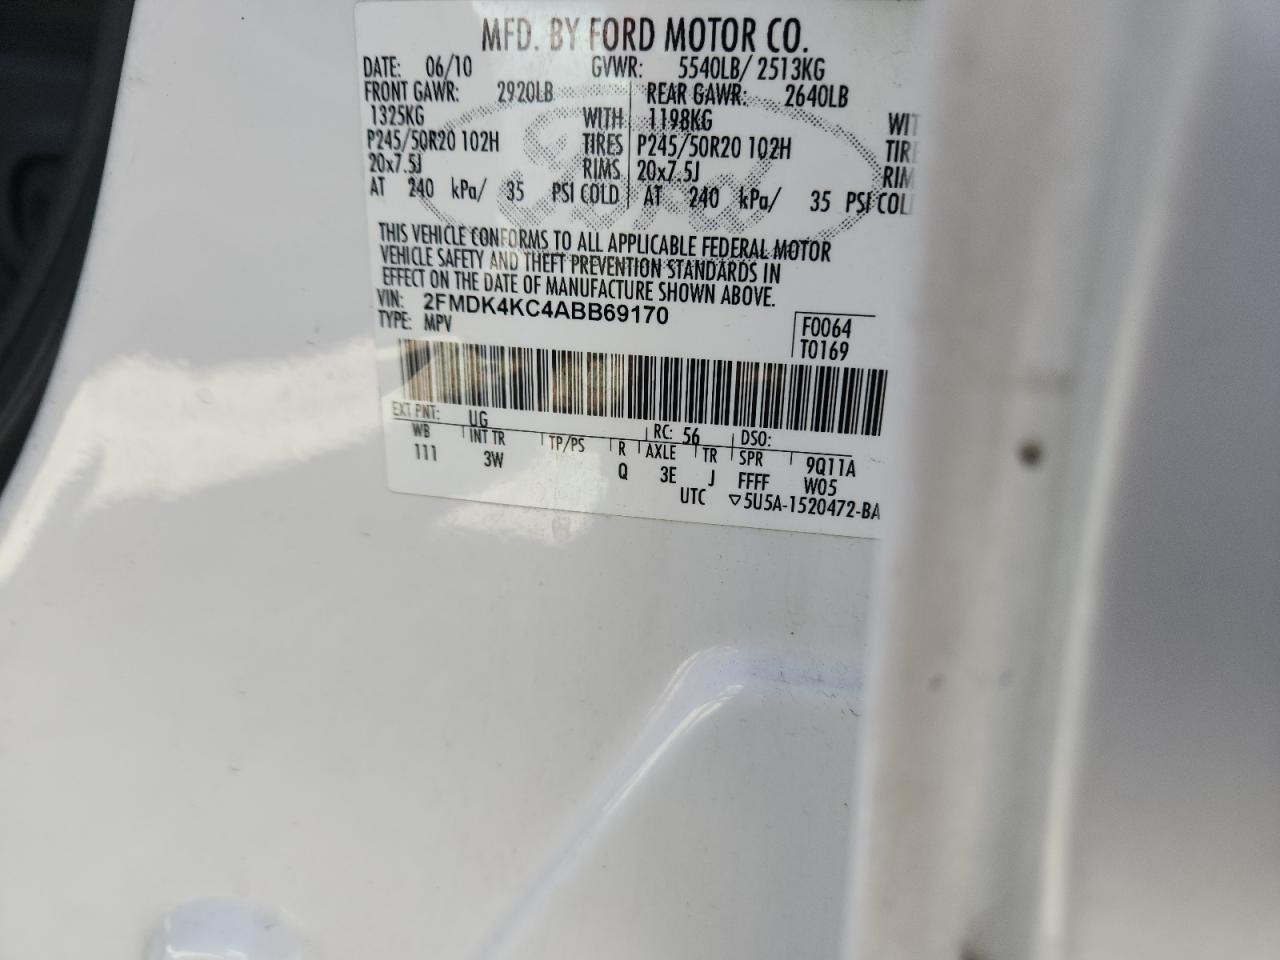 MFD. BY FORD MOTOR CO.
DATE: 06/10 GVWR: 5540LB/ 2513KG
FRONT GAWR: 2920LB REAR GAWR: 2640LB
1325KG WITH 1198KG WIT
P245/50R20 102H TIRES P245/50R20 102H TIRE
20x7.5J RIMS 20x7.5J RIM
AT 240 kPa/ 35 PSI COLD AT 240 kPa/ 35 PSI COL
Ford
THIS VEHICLE CONFORMS TO ALL APPLICABLE FEDERAL MOTOR
VEHICLE SAFETY AND THEFT PREVENTION STANDARDS IN
EFFECT ON THE DATE OF MANUFACTURE SHOWN ABOVE.
VIN: 2FMDK4KC4ABB69170
TYPE: MPV
F0064
T0169
EXT PNT: UG RC: 56 DSO:
WB INT TR TP/PS R AXLE TR SPR 9Q11A
111 3W Q 3E J FFFF W05
UTC ▽5U5A-1520472-BA